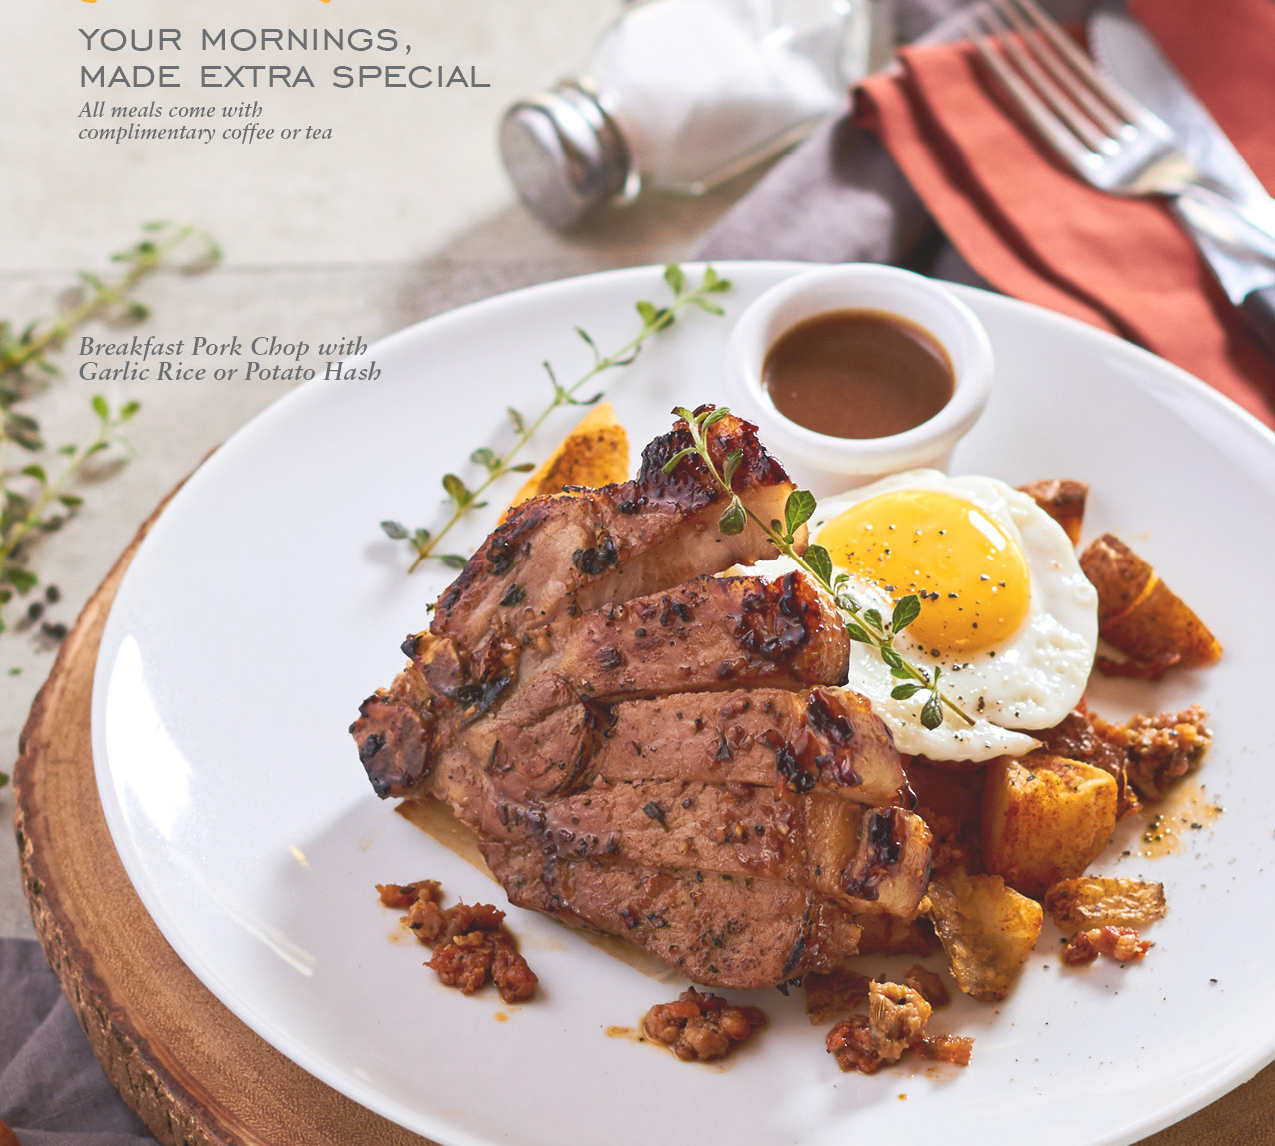 YOUR MORNINGS,
MADE EXTRA SPECIAL
All meals come with
complimentary coffee or tea
Breakfast Pork Chop with
Garlic Rice or Potato Hash